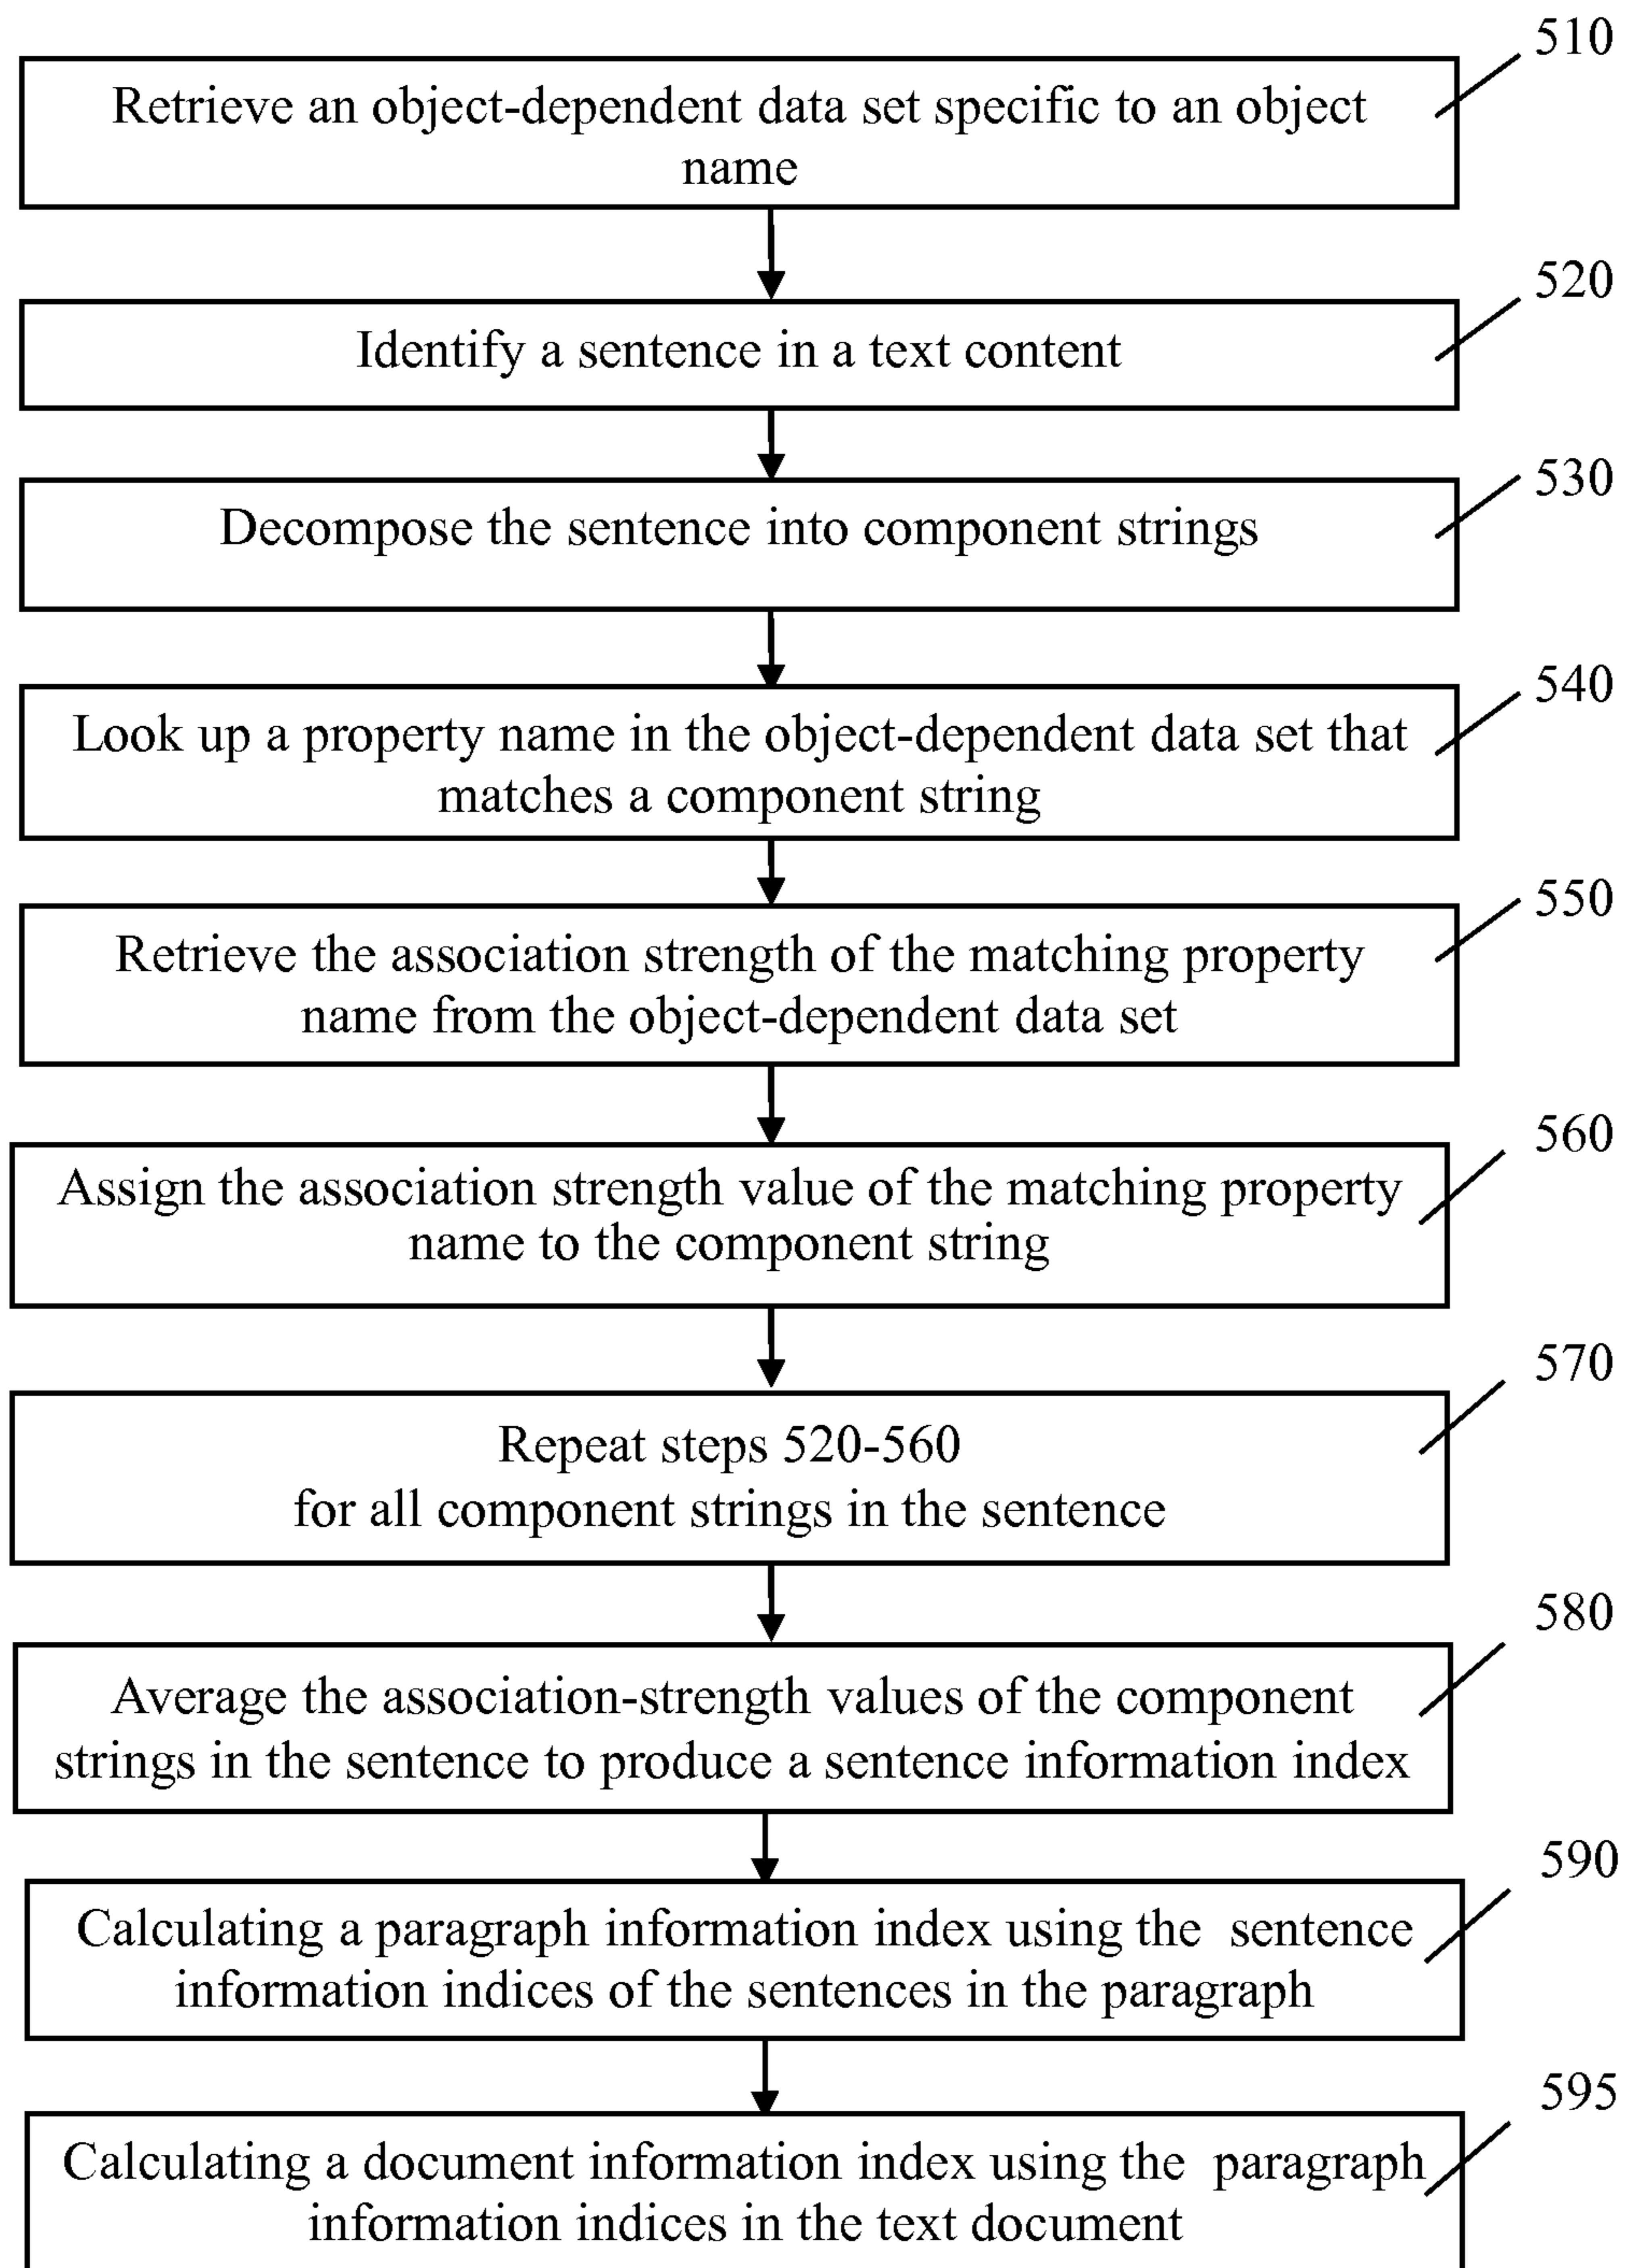 510
Retrieve an object-dependent data set specific to an object
name
520
Identify a sentence in a text content
530
Decompose the sentence into component strings
540
Look up a property name in the object-dependent data set that
matches a component string
550
Retrieve the association strength of the matching property
name from the object-dependent data set
560
Assign the association strength value of the matching property
name to the component string
570
Repeat steps 520-560
for all component strings in the sentence
580
Average the association-strength values of the component
strings in the sentence to produce a sentence information index
590
Calculating a paragraph information index using the sentence
information indices of the sentences in the paragraph
595
Calculating a document information index using the paragraph
information indices in the text document